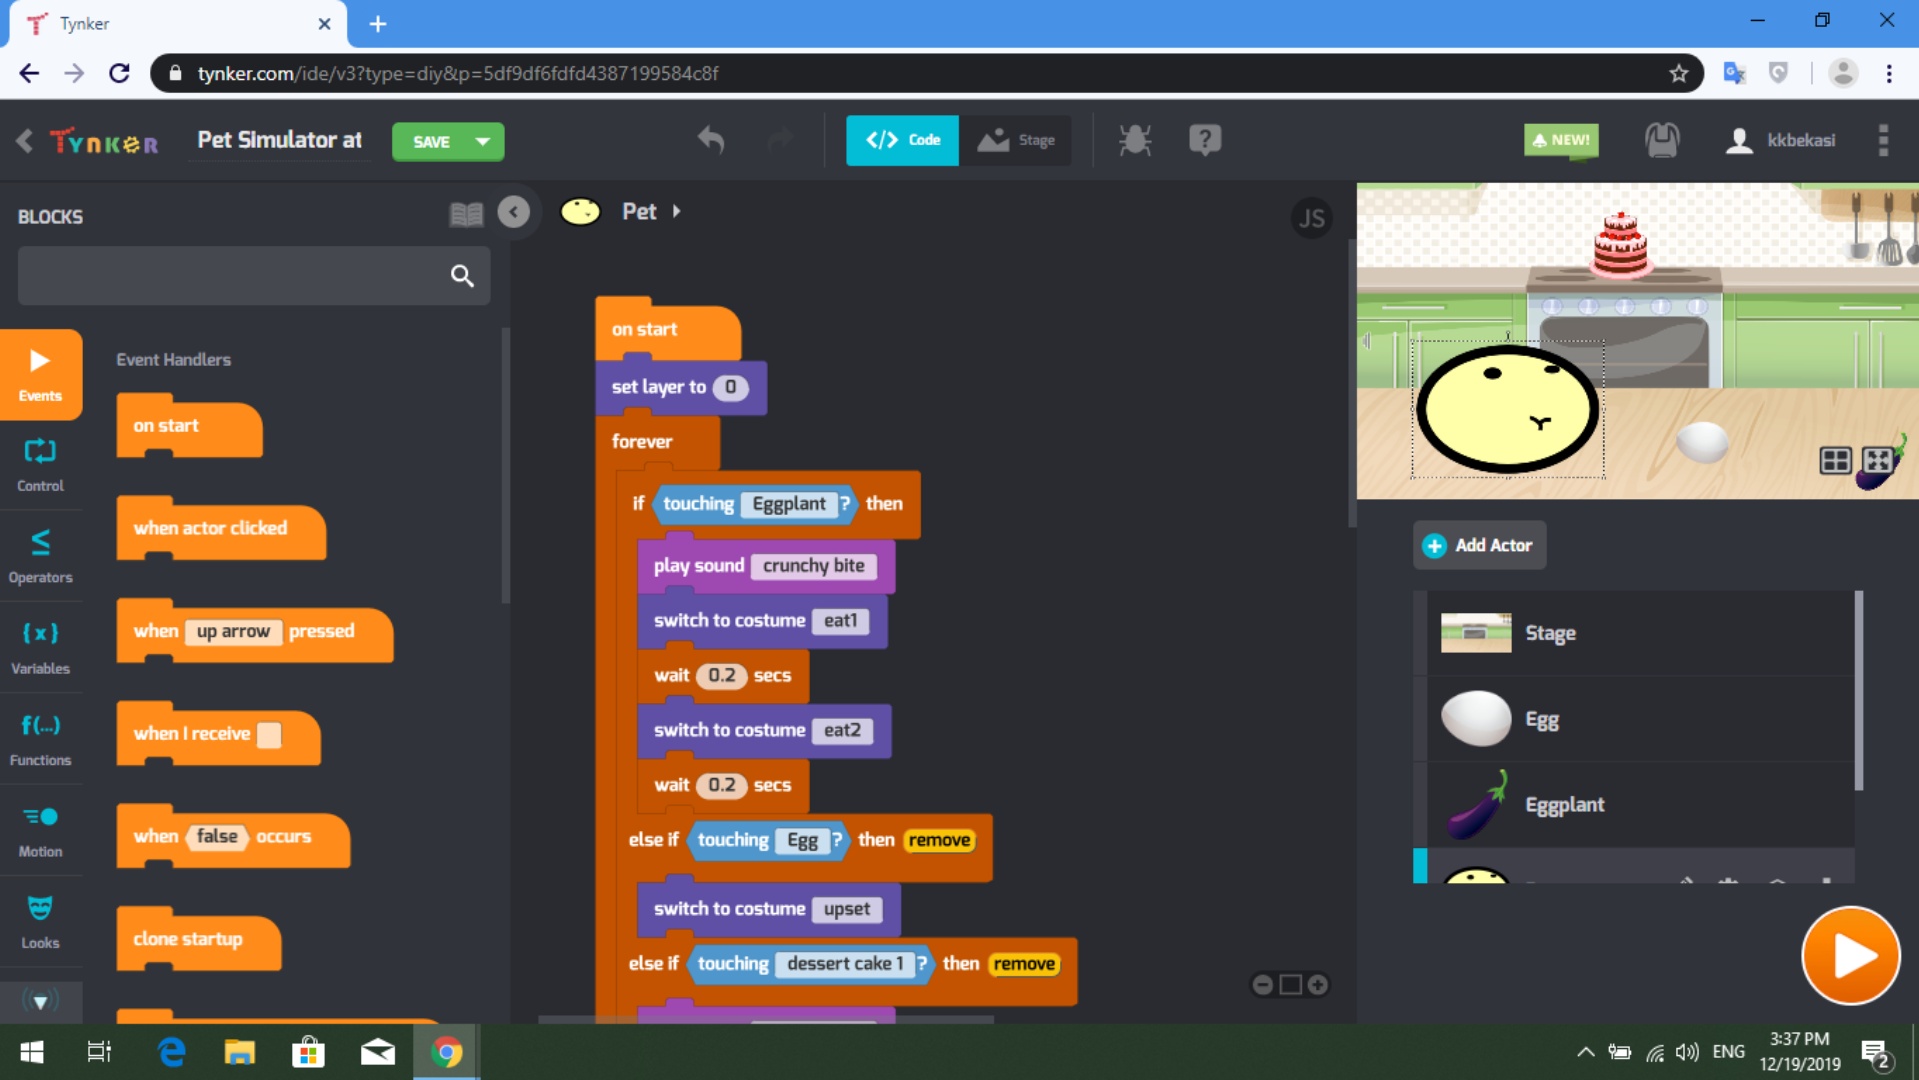 Tynker
tynker.com/ide/v3?type=diy&p=5df9df6fdfd4387199584c8f
TYNKER
Pet Simulator at
SAVE
</> Code
Stage
?
NEW!
kkbekasi
BLOCKS
Pet
JS
Events
Control
Operators
{x}
Variables
f(...)
Functions
Motion
Looks
Event Handlers
on start
when actor clicked
when up arrow pressed
when I receive
when false occurs
clone startup
on start
set layer to 0
forever
if touching Eggplant ? then
play sound crunchy bite
switch to costume eat1
wait 0.2 secs
switch to costume eat2
wait 0.2 secs
else if touching Egg ? then remove
switch to costume upset
else if touching dessert cake 1 ? then remove
Add Actor
Stage
Egg
Eggplant
ENG
3:37 PM
12/19/2019
2